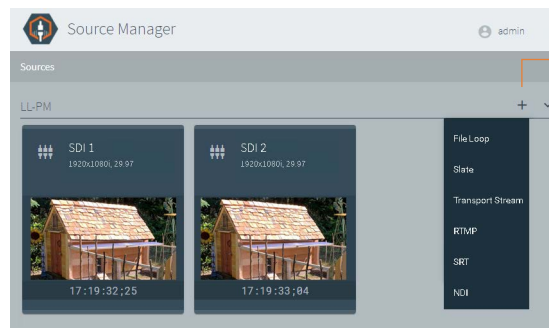 Source Manager
admin
Sources
LL-PM
+
SDI 1
1920x1080i, 29.97
17:19:32;25
SDI 2
1920x1080i, 29.97
17:19:33;04
File Loop
Slate
Transport Stream
RTMP
SRT
NDI